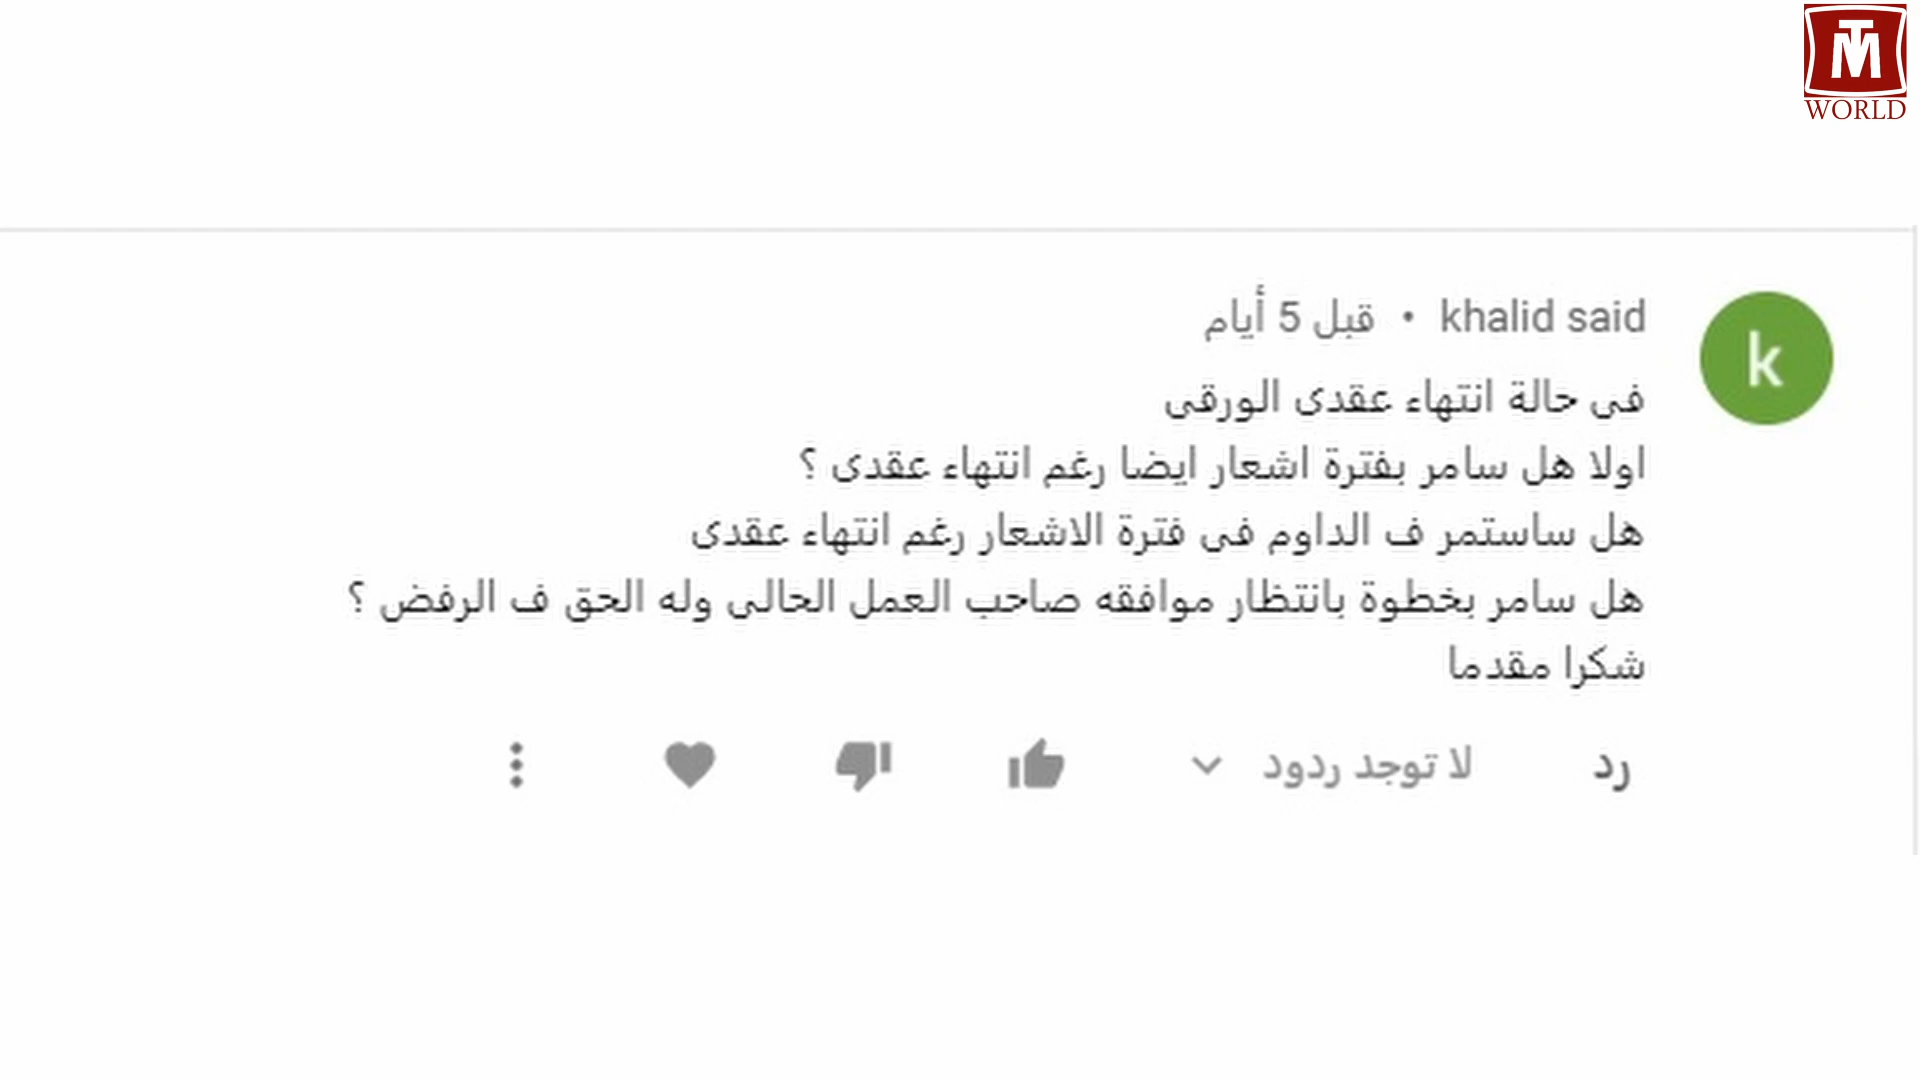 TM
WORLD
khalid said • قبل 5 أيام
k
فى حالة انتهاء عقدى الورقى
اولا هل سامر بفترة اشعار ايضا رغم انتهاء عقدى ؟
هل ساستمر ف الداوم فى فترة الاشعار رغم انتهاء عقدى
هل سامر بخطوة بانتظار موافقه صاحب العمل الحالى وله الحق ف الرفض ؟
شكرا مقدما
رد لا توجد ردود